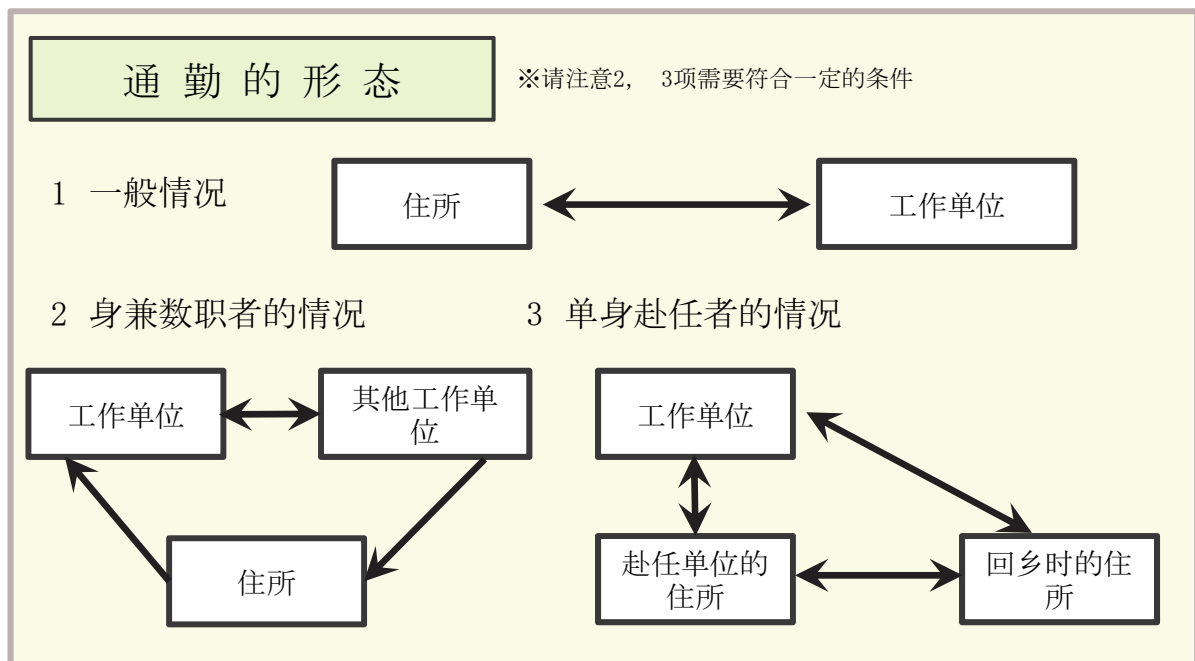 通勤的形态
※请注意2, 3项需要符合一定的条件
1 一般情况
住所
工作单位
2 身兼数职者的情况
3 单身赴任者的情况
工作单位
其他工作单
位
住所
工作单位
赴任单位的
住所
回乡时的住
所